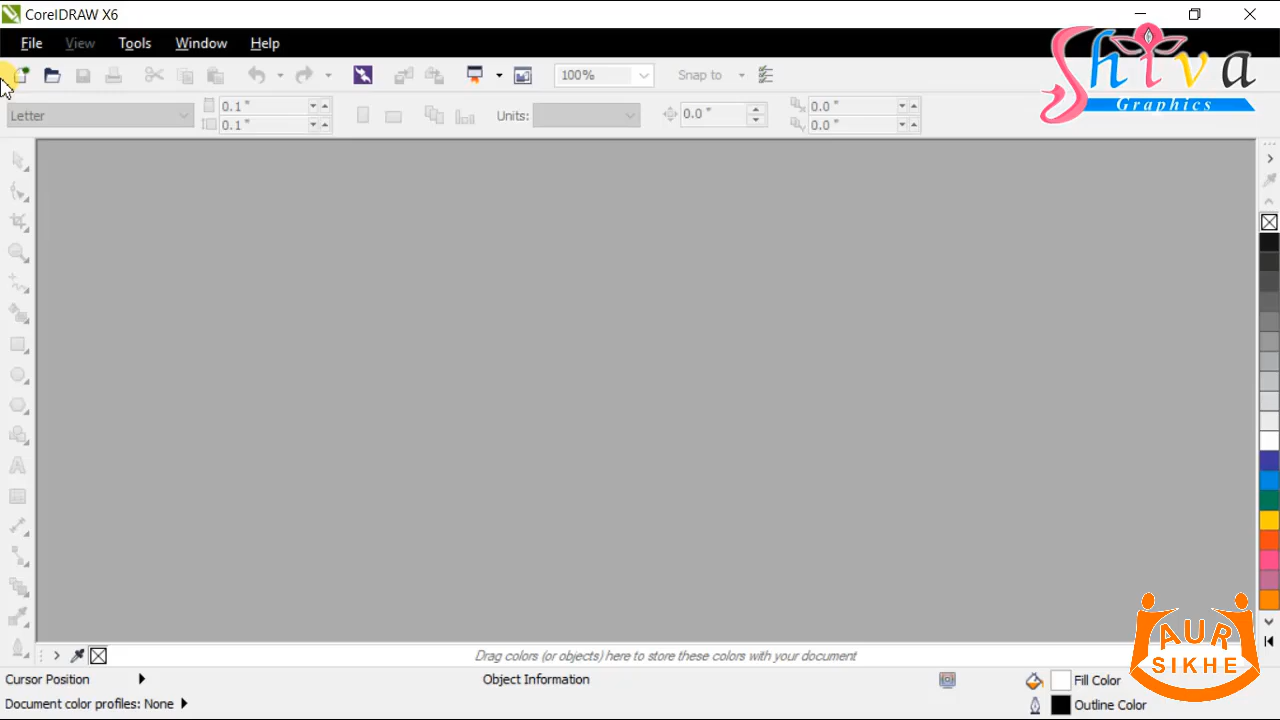 CorelDRAW X6
File View Tools Window Help
100% Snap to
Letter 0.1 " 0.1 " Units: 0.0 " 0.0 " 0.0 "
Shiva
Graphics
Drag colors (or objects) here to store these colors with your document
Cursor Position Object Information Fill Color
Document color profiles: None Outline Color
AUR
SIKHE